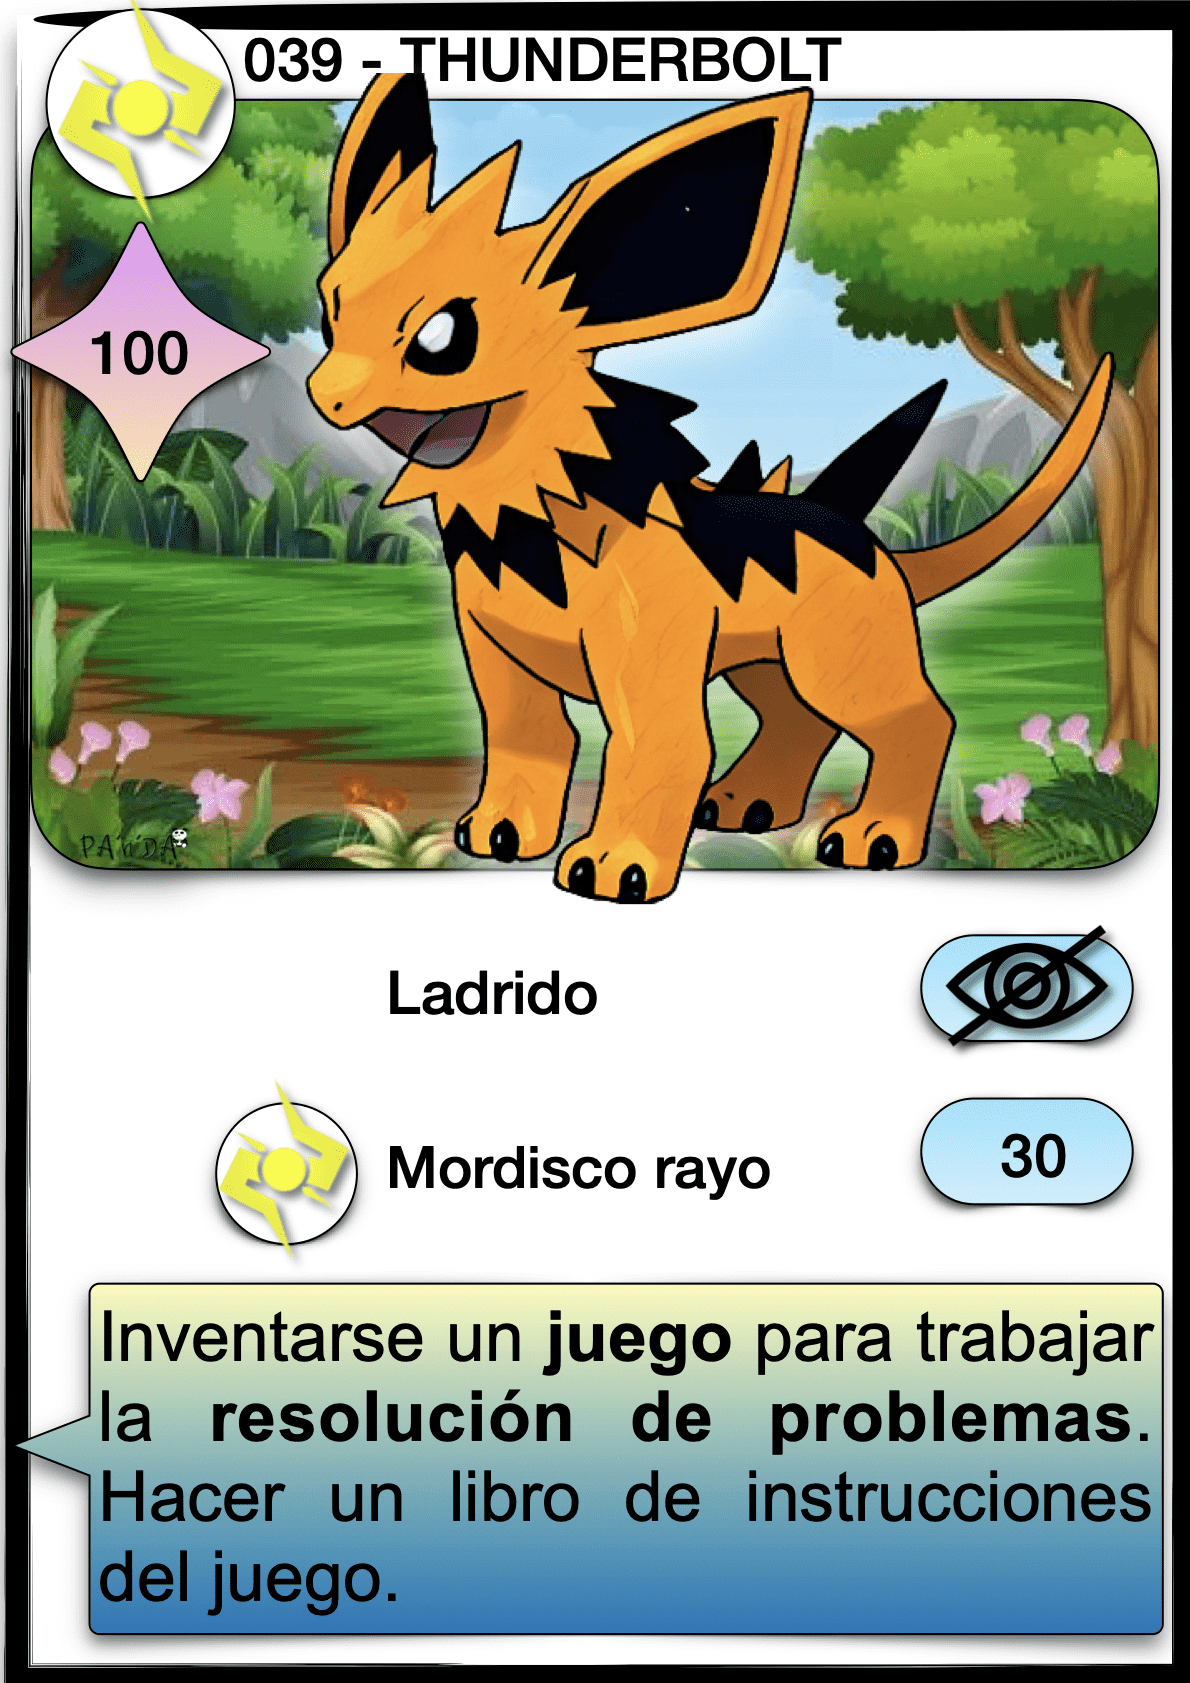 039 - THUNDERBOLT
100
PANDA
Ladrido
Mordisco rayo
30
Inventarse un juego para trabajar
la resolución de problemas.
Hacer un libro de instrucciones
del juego.